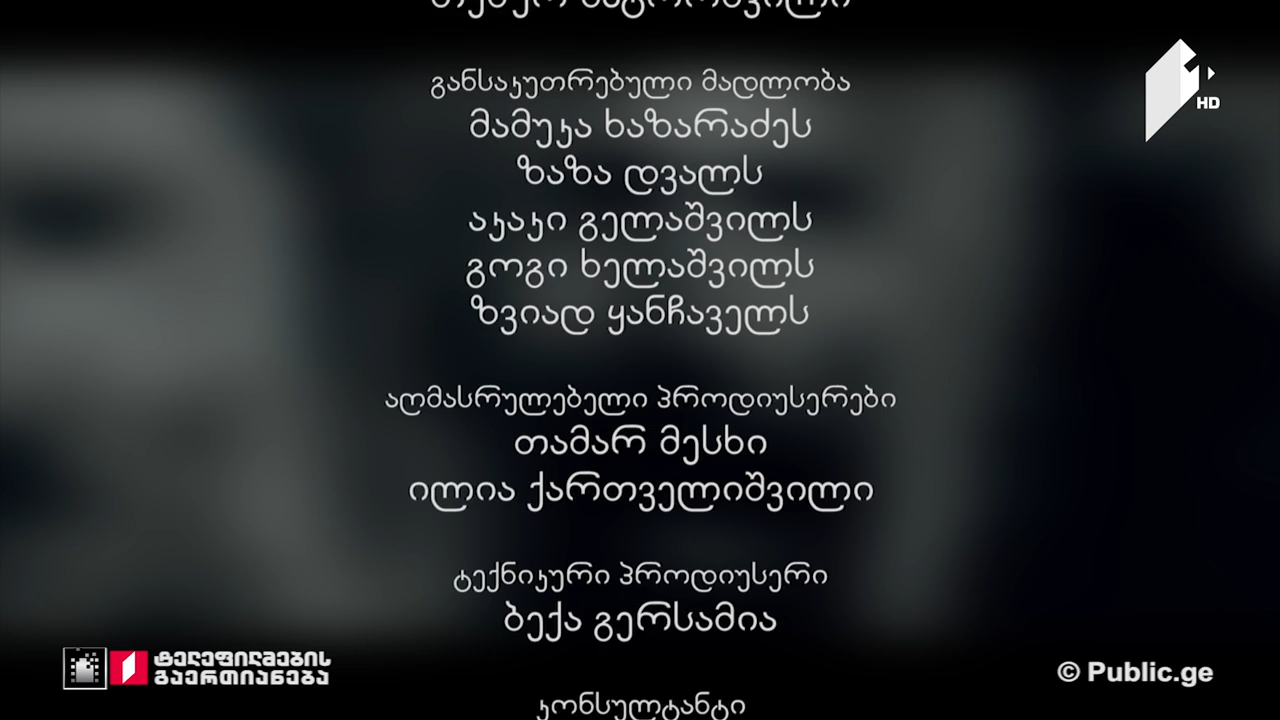 განსაკუთრებული მადლობა
მამუკა ხაზარაძეს
ზაზა დვალს
აკაკი გელაშვილს
გოგი ხელაშვილს
ზვიად ყანჩაველს
აღმასრულებელი პროდიუსერები
თამარ მესხი
ილია ქართველიშვილი
ტექნიკური პროდიუსერი
ბექა გერსამია
კონსულტანტი
HD
ტელეფილმების
გაერთიანება
© Public.ge